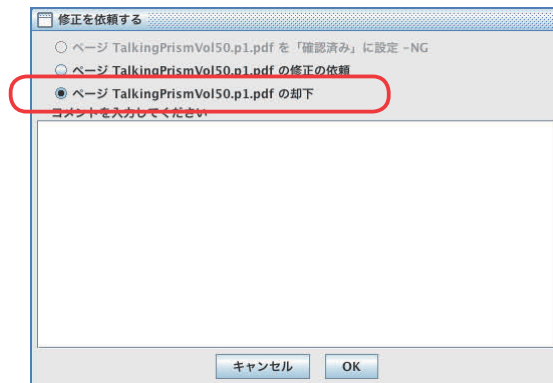 修正を依頼する
ページ TalkingPrismVol50.p1.pdf を「確認済み」に設定 -NG
ページ TalkingPrismVol50.p1.pdf の修正の依頼
ページ TalkingPrismVol50.p1.pdf の却下
コメントを入力してください
キャンセル
OK